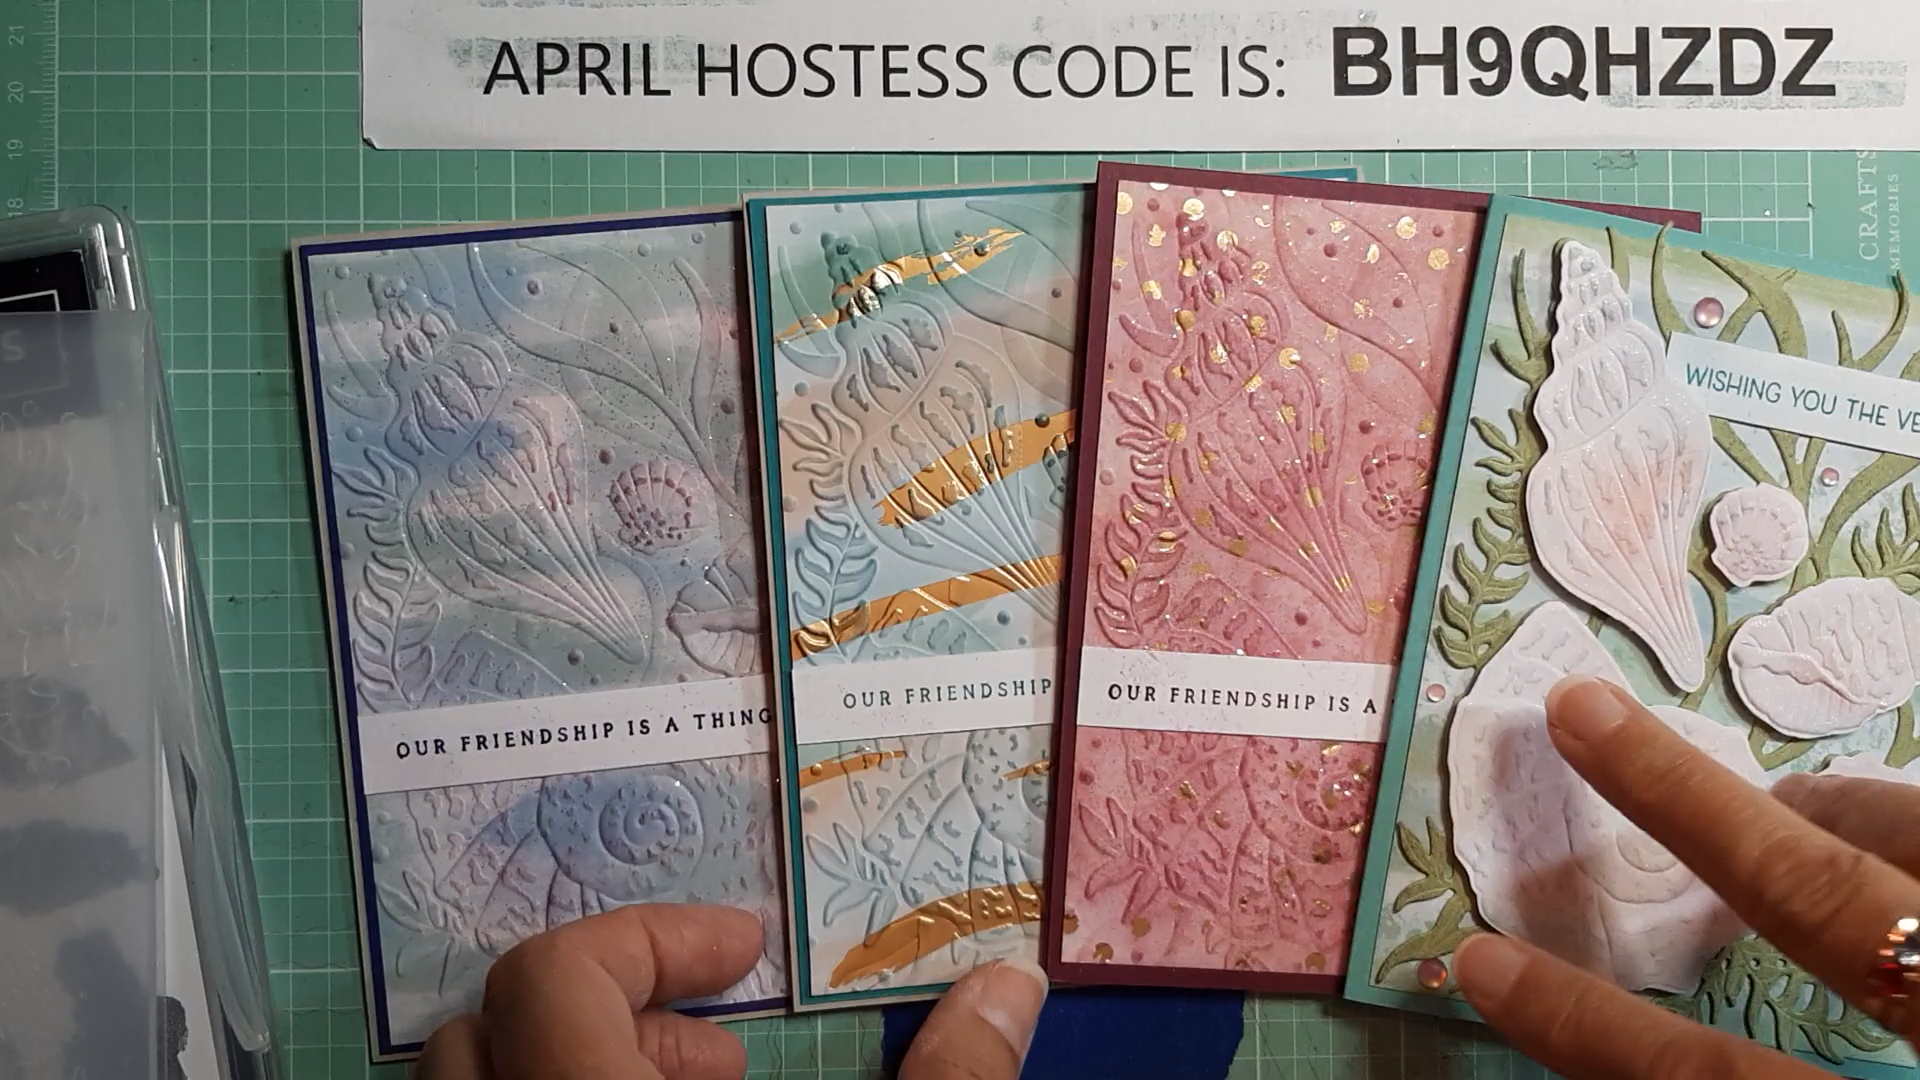 APRIL HOSTESS CODE IS: BH9QHZDZ
21
20
19
18
CRAFTS
MEMORIES
WISHING YOU THE VE
OUR FRIENDSHIP IS A THING
OUR FRIENDSHIP
OUR FRIENDSHIP IS A